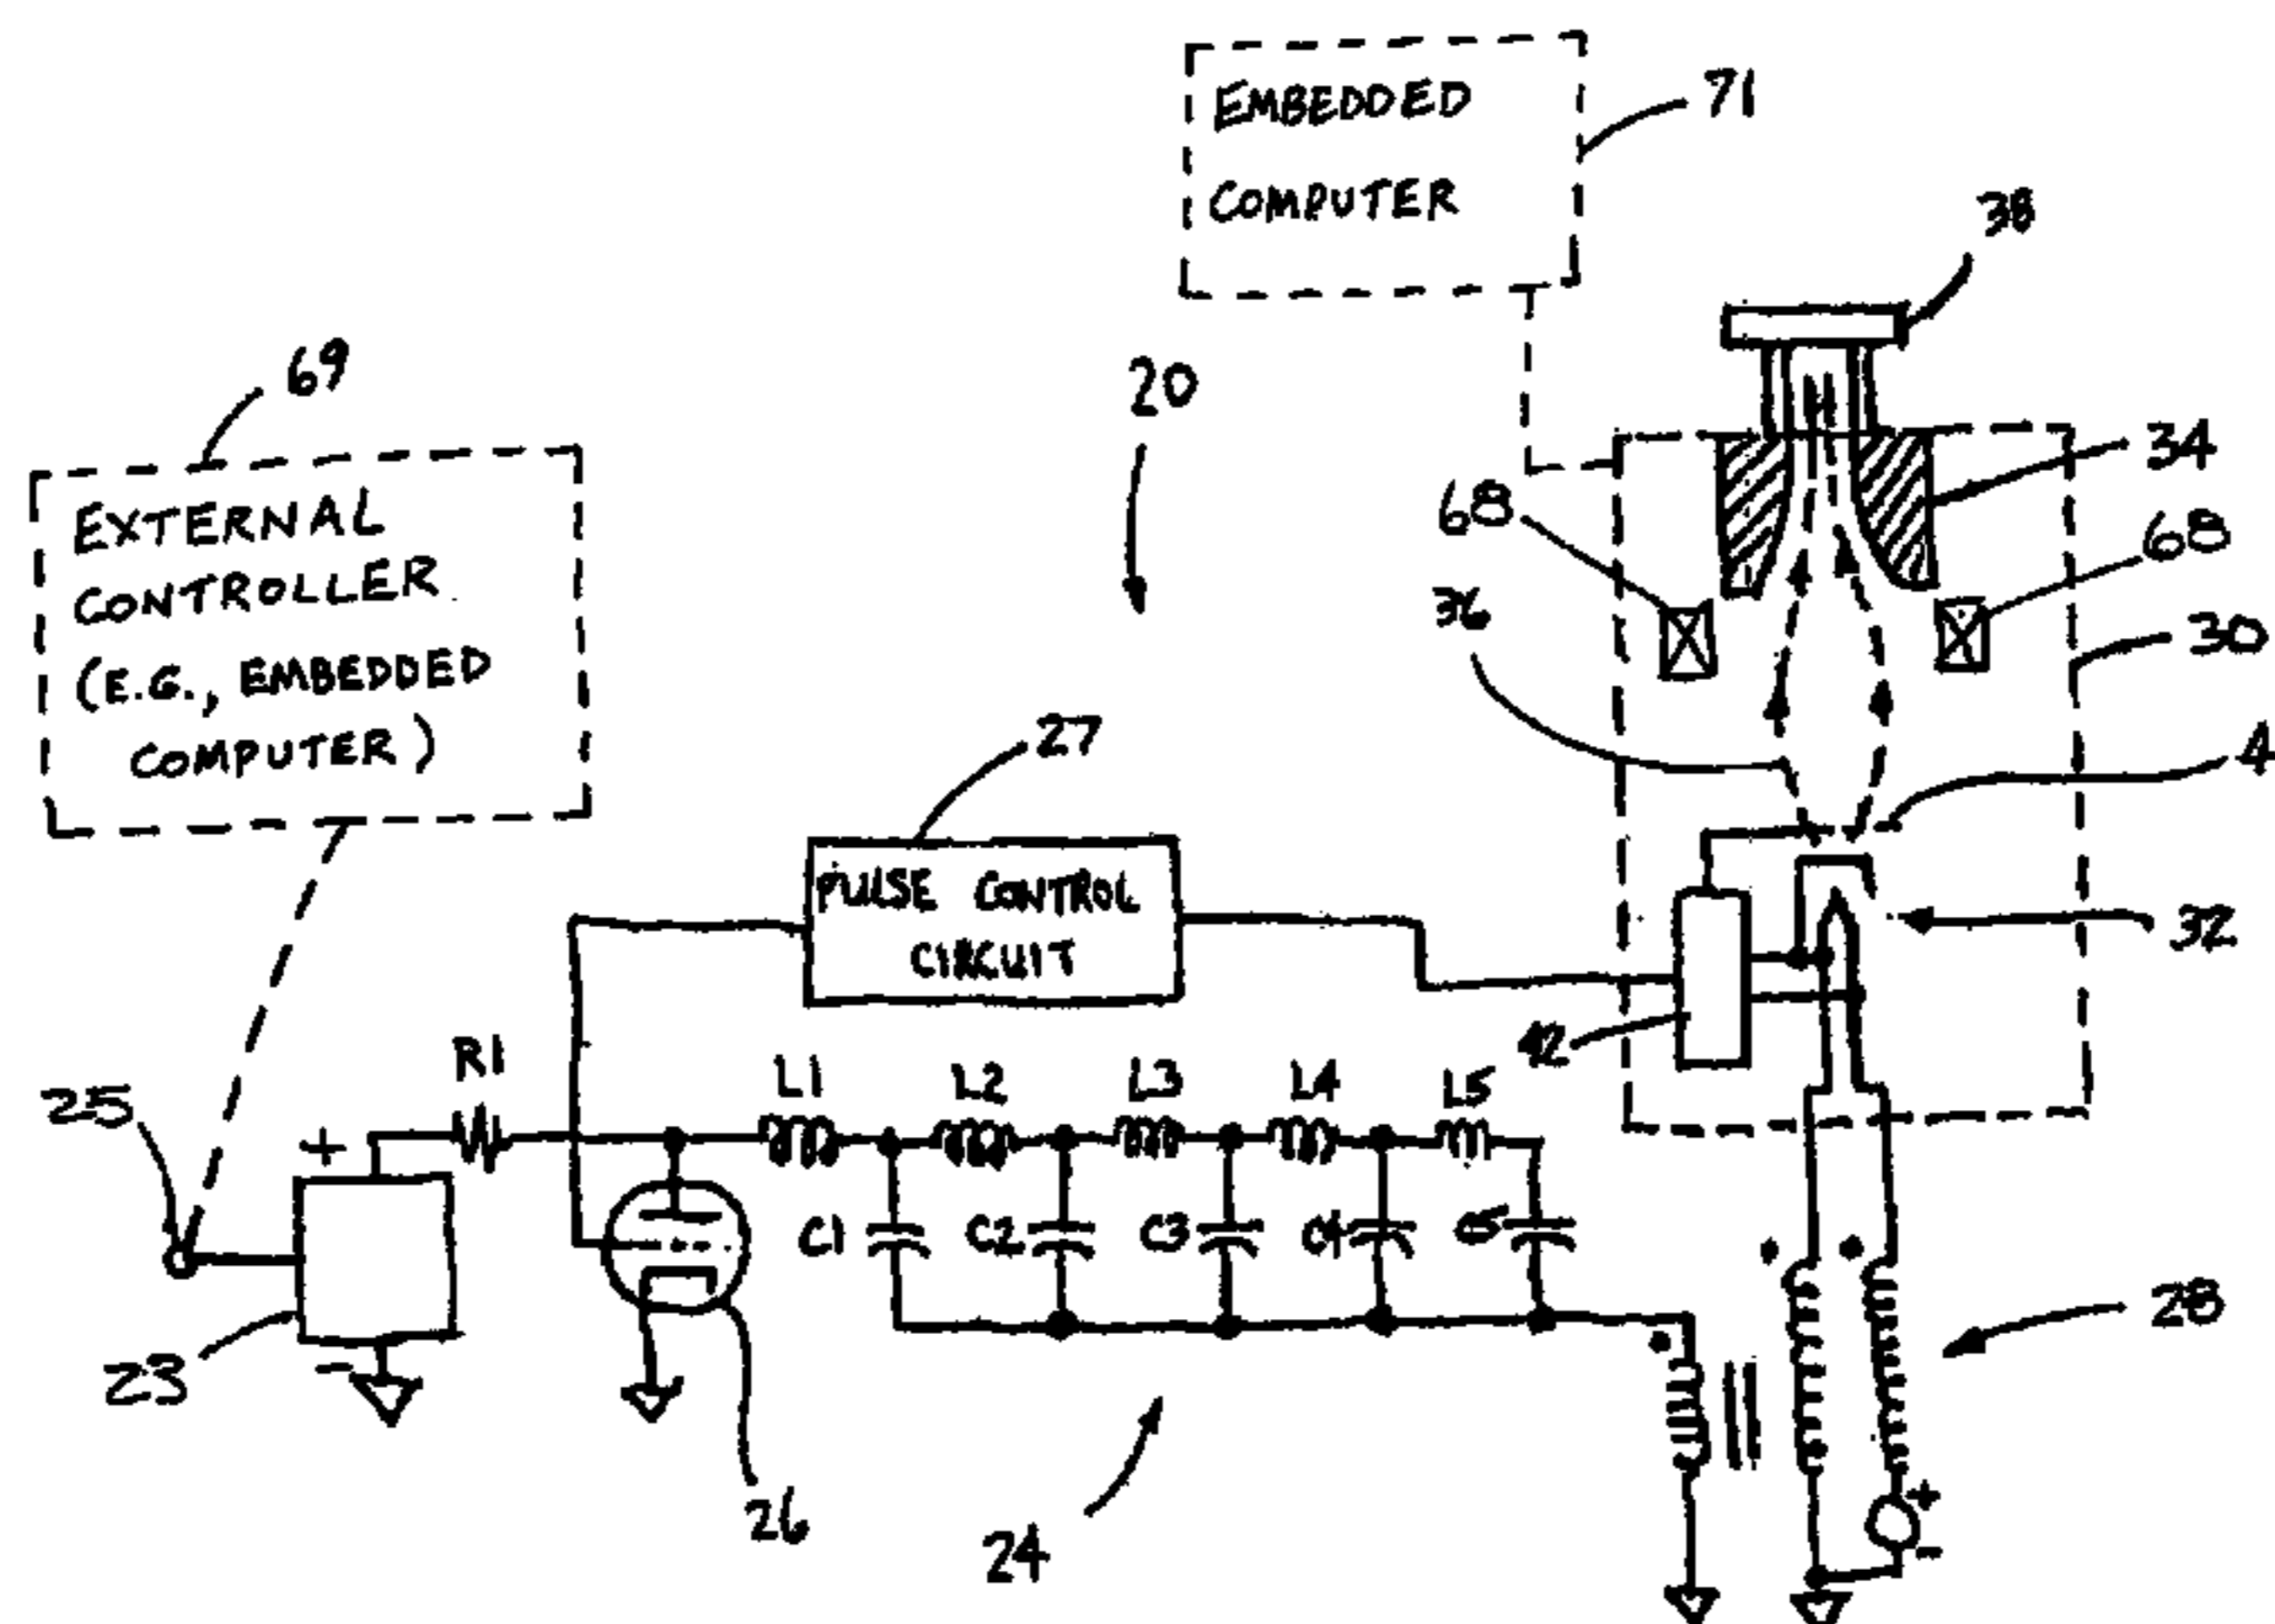 EMBEDDED
COMPUTER
71
38
69
20
34
68
68
EXTERNAL
CONTROLLER
(E.G., EMBEDDED
COMPUTER)
36
30
27
4
PULSE CONTROL
CIRCUIT
32
42
R1
L1
L2
L3
L4
L5
25
+
C1
C2
C3
C4
C5
28
23
-
+
-
26
24